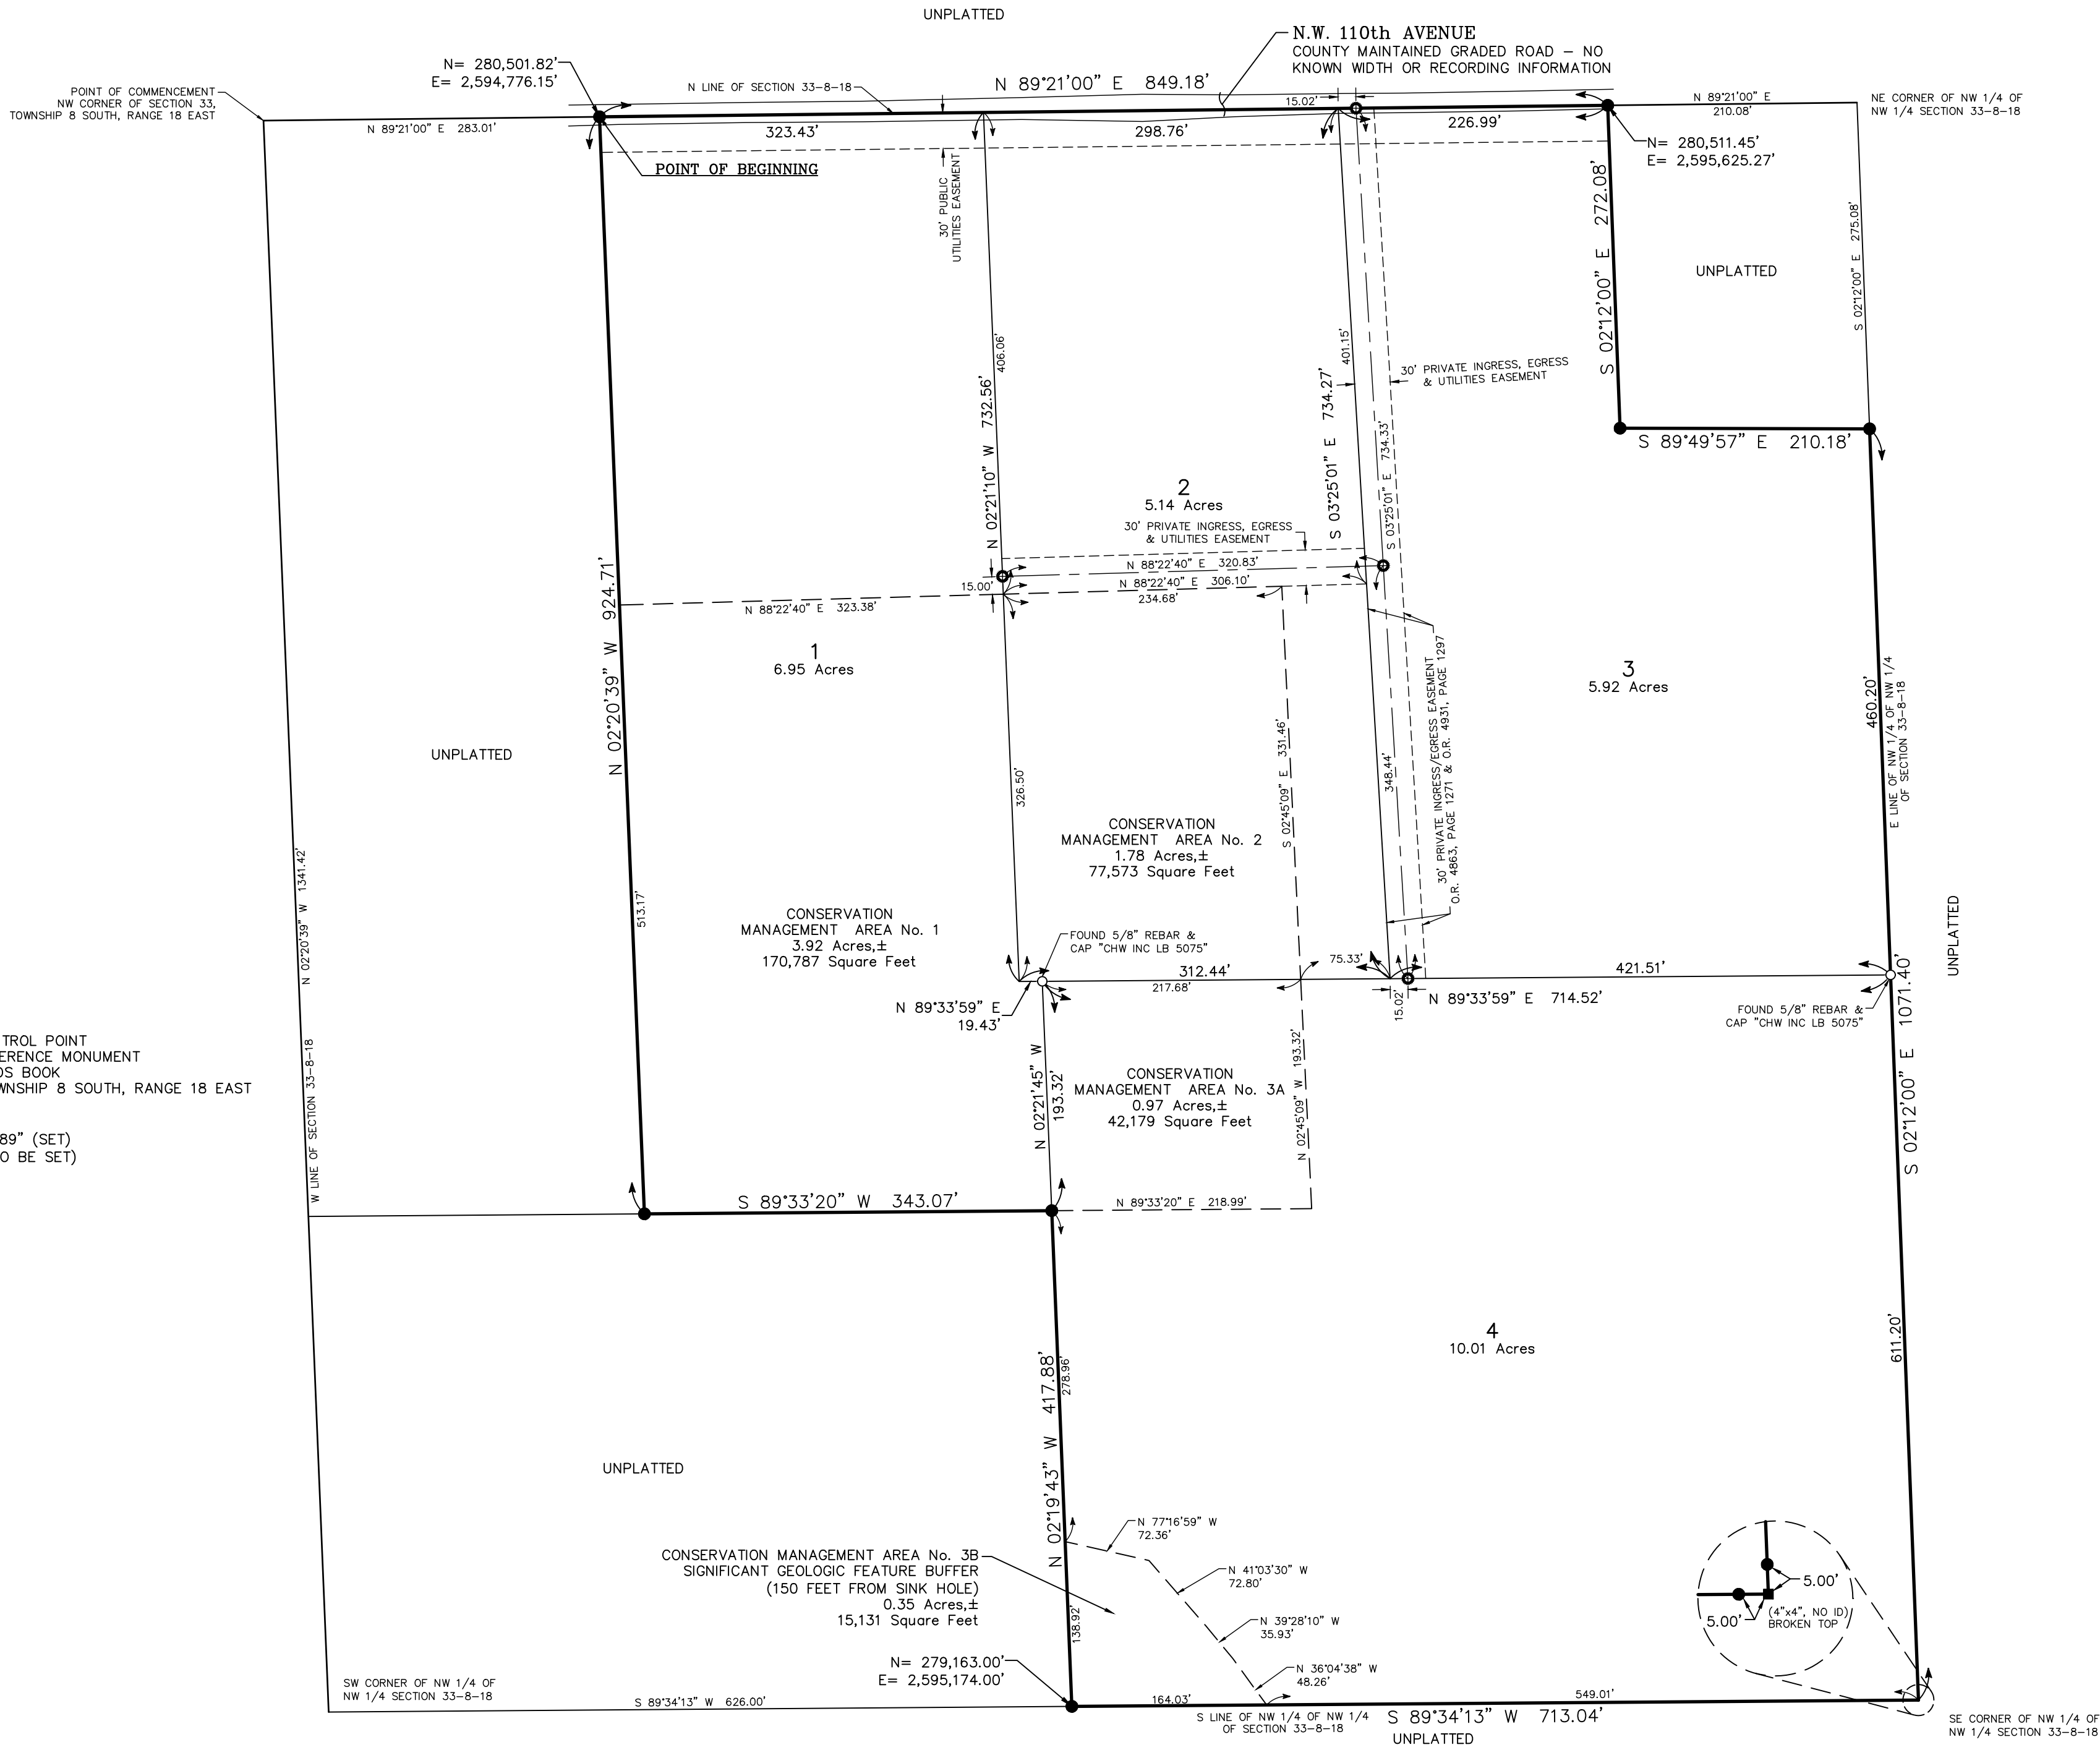 UNPLATTED
N.W. 110th AVENUE
COUNTY MAINTAINED GRADED ROAD – NO
KNOWN WIDTH OR RECORDING INFORMATION
N= 280,501.82'
E= 2,594,776.15'
POINT OF COMMENCEMENT
NW CORNER OF SECTION 33,
TOWNSHIP 8 SOUTH, RANGE 18 EAST
N LINE OF SECTION 33-8-18
N 89°21'00" E 849.18'
15.02'
N 89°21'00" E
210.08'
NE CORNER OF NW 1/4 OF
NW 1/4 SECTION 33-8-18
N 89°21'00" E 283.01'
323.43'
298.76'
226.99'
N= 280,511.45'
E= 2,595,625.27'
POINT OF BEGINNING
30' PUBLIC
UTILITIES EASEMENT
S 02°12'00" E 272.08'
S 02°12'00" E 275.08'
UNPLATTED
406.06'
401.15'
30' PRIVATE INGRESS, EGRESS
& UTILITIES EASEMENT
N 02°21'10" W 732.56'
S 03°25'01" E 734.27'
S 03°25'01" E 734.33'
S 89°49'57" E 210.18'
2
5.14 Acres
30' PRIVATE INGRESS, EGRESS
& UTILITIES EASEMENT
N 88°22'40" E 320.83'
15.00'
N 88°22'40" E 306.10'
234.68'
N 88°22'40" E 323.38'
N 02°20'39" W 924.71'
1
6.95 Acres
3
5.92 Acres
460.20'
E LINE OF NW 1/4 OF NW 1/4
OF SECTION 33-8-18
30' PRIVATE INGRESS/EGRESS EASEMENT
O.R. 4863, PAGE 1271 & O.R. 4931, PAGE 1297
UNPLATTED
S 02°45'09" E 331.46'
326.50'
348.44'
CONSERVATION
MANAGEMENT AREA No. 2
1.78 Acres,±
77,573 Square Feet
N 02°20'39" W 1341.42'
513.17'
CONSERVATION
MANAGEMENT AREA No. 1
3.92 Acres,±
170,787 Square Feet
FOUND 5/8" REBAR &
CAP "CHW INC LB 5075"
312.44'
217.68'
75.33'
421.51'
15.02'
N 89°33'59" E 714.52'
N 89°33'59" E
19.43'
FOUND 5/8" REBAR &
CAP "CHW INC LB 5075"
UNPLATTED
S 02°12'00" E 1071.40'
TROL POINT
ERENCE MONUMENT
DS BOOK
WNSHIP 8 SOUTH, RANGE 18 EAST
89" (SET)
O BE SET)
W LINE OF SECTION 33-8-18
N 02°21'45" W
193.32'
CONSERVATION
MANAGEMENT AREA No. 3A
0.97 Acres,±
42,179 Square Feet
N 02°45'09" W 193.32'
S 89°33'20" W 343.07'
N 89°33'20" E 218.99'
4
10.01 Acres
611.20'
N 02°19'43" W 417.88'
278.96'
UNPLATTED
N 77°16'59" W
72.36'
N 41°03'30" W
72.80'
N 39°28'10" W
35.93'
N 36°04'38" W
48.26'
CONSERVATION MANAGEMENT AREA No. 3B
SIGNIFICANT GEOLOGIC FEATURE BUFFER
(150 FEET FROM SINK HOLE)
0.35 Acres,±
15,131 Square Feet
138.92'
5.00'
5.00'
(4"x4", NO ID)
BROKEN TOP
N= 279,163.00'
E= 2,595,174.00'
SW CORNER OF NW 1/4 OF
NW 1/4 SECTION 33-8-18
S 89°34'13" W 626.00'
164.03'
549.01'
S LINE OF NW 1/4 OF NW 1/4
OF SECTION 33-8-18
S 89°34'13" W 713.04'
UNPLATTED
SE CORNER OF NW 1/4 OF
NW 1/4 SECTION 33-8-18